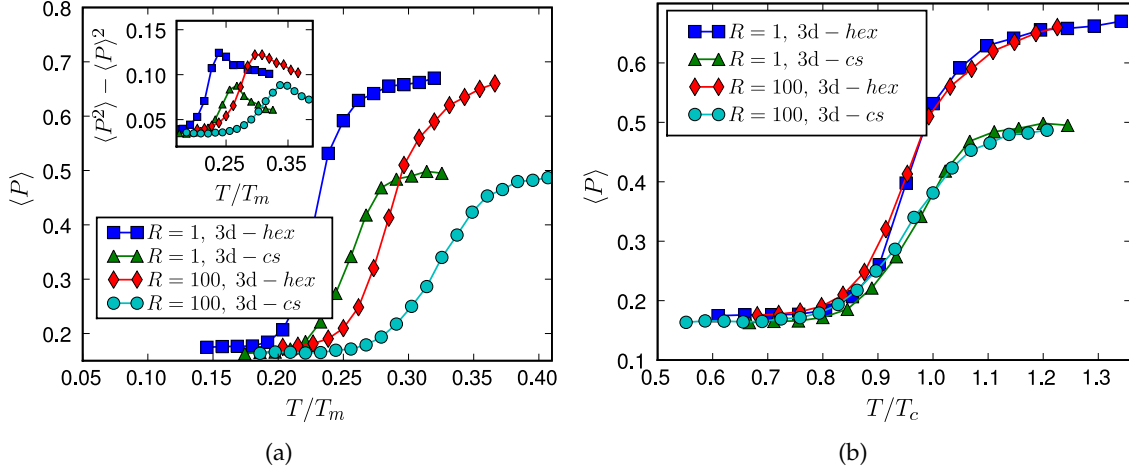 0.8
0.7
0.6
0.5
0.4
0.3
0.2
⟨P⟩
0.15
0.10
0.05
⟨P²⟩ − ⟨P⟩²
0.25 0.35
T/T_m
R = 1, 3d − hex
R = 1, 3d − cs
R = 100, 3d − hex
R = 100, 3d − cs
0.05 0.10 0.15 0.20 0.25 0.30 0.35 0.40
T/T_m
(a)
0.6
0.5
0.4
0.3
0.2
0.1
⟨P⟩
R = 1, 3d − hex
R = 1, 3d − cs
R = 100, 3d − hex
R = 100, 3d − cs
0.5 0.6 0.7 0.8 0.9 1.0 1.1 1.2 1.3
T/T_c
(b)